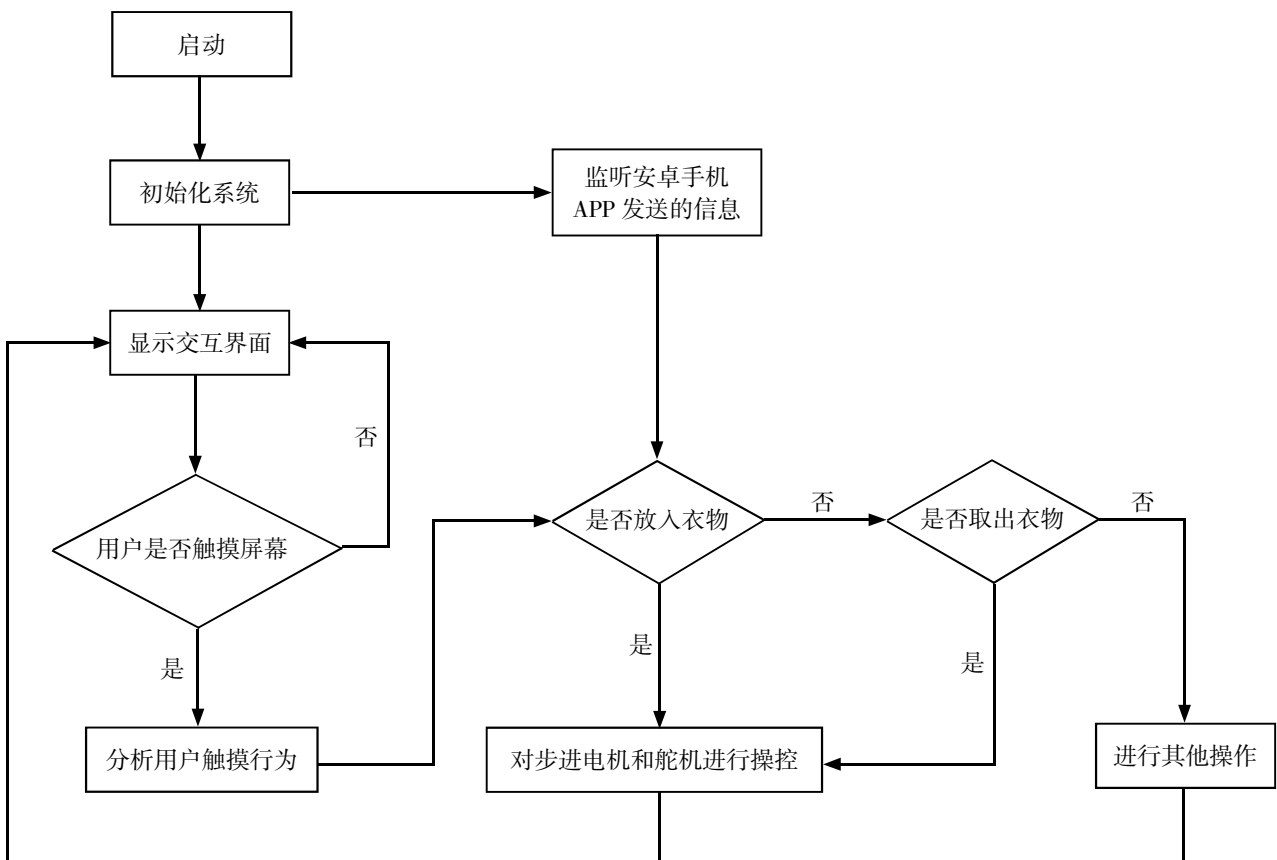 启动
初始化系统
监听安卓手机
APP 发送的信息
显示交互界面
否
用户是否触摸屏幕
是否放入衣物
否
是否取出衣物
否
是
是
是
分析用户触摸行为
对步进电机和舵机进行操控
进行其他操作